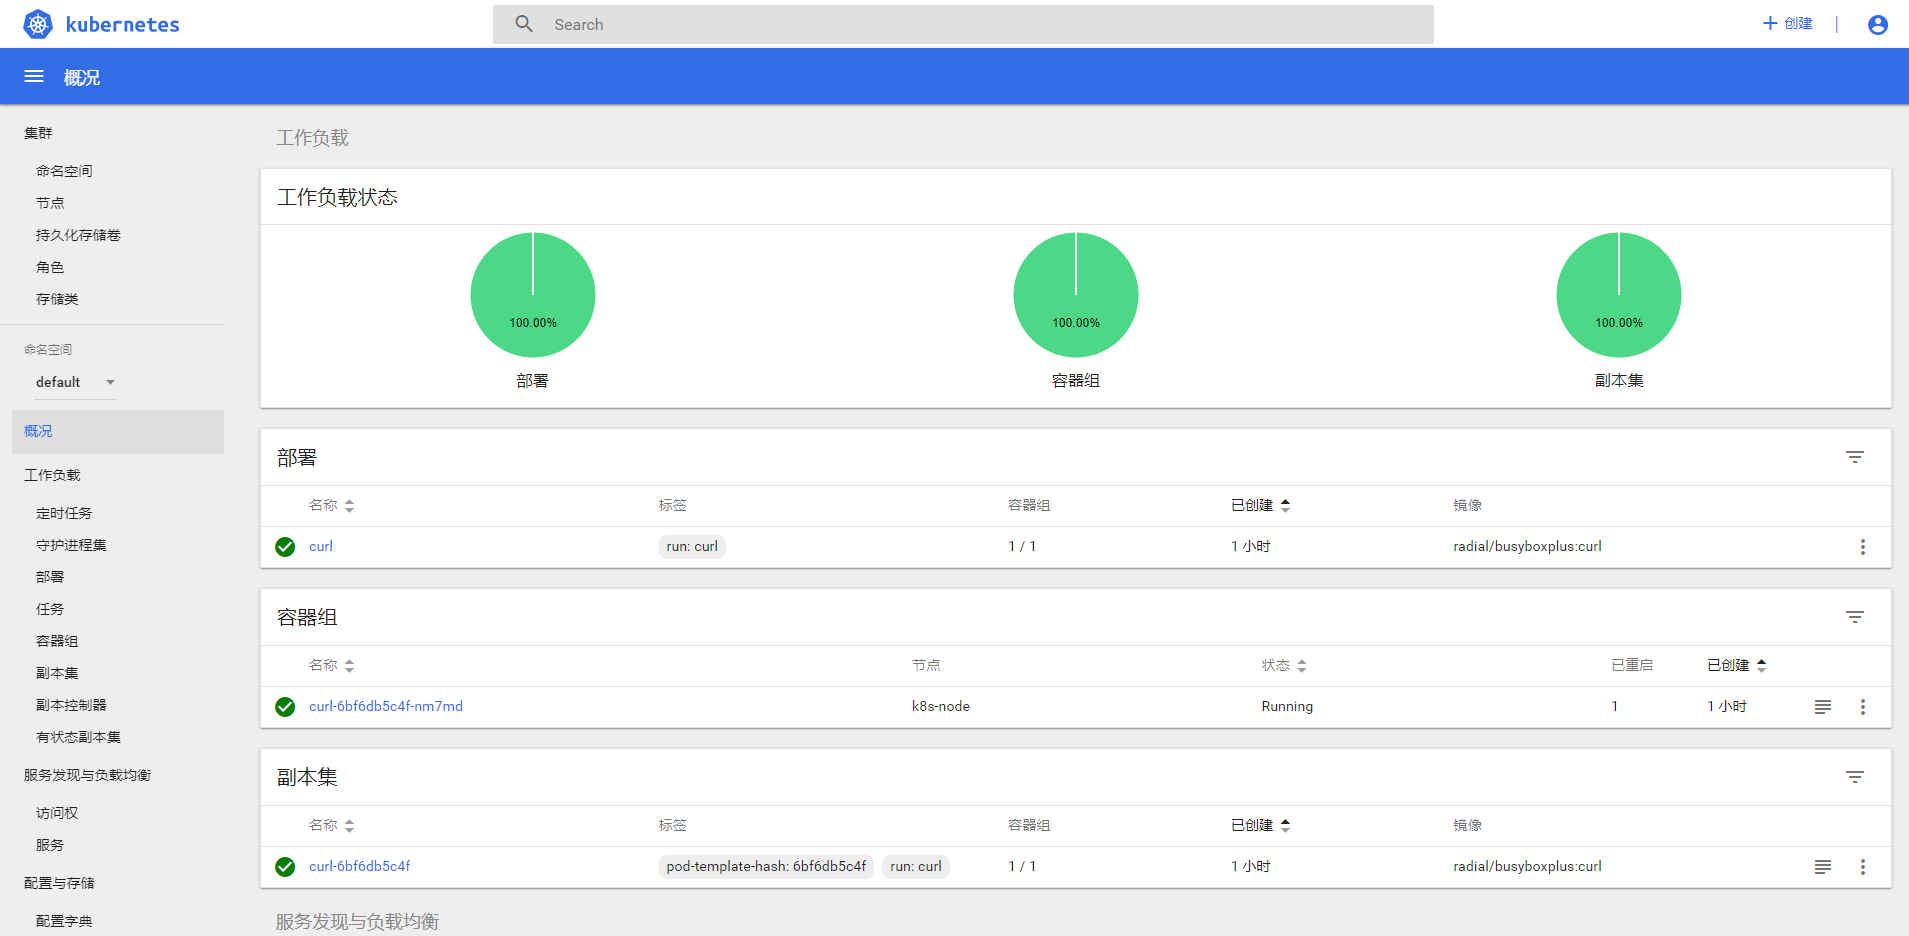 kubernetes
Search
创建
概况
集群
命名空间
节点
持久化存储卷
角色
存储类
命名空间
default
概况
工作负载
定时任务
守护进程集
部署
任务
容器组
副本集
副本控制器
有状态副本集
服务发现与负载均衡
访问权
服务
配置与存储
配置字典
工作负载
工作负载状态
100.00% 100.00% 100.00%
部署 容器组 副本集
部署
名称 标签 容器组 已创建 镜像
curl run: curl 1 / 1 1 小时 radial/busyboxplus:curl
容器组
名称 节点 状态 已重启 已创建
curl-6bf6db5c4f-nm7md k8s-node Running 1 1 小时
副本集
名称 标签 容器组 已创建 镜像
curl-6bf6db5c4f pod-template-hash: 6bf6db5c4f run: curl 1 / 1 1 小时 radial/busyboxplus:curl
服务发现与负载均衡